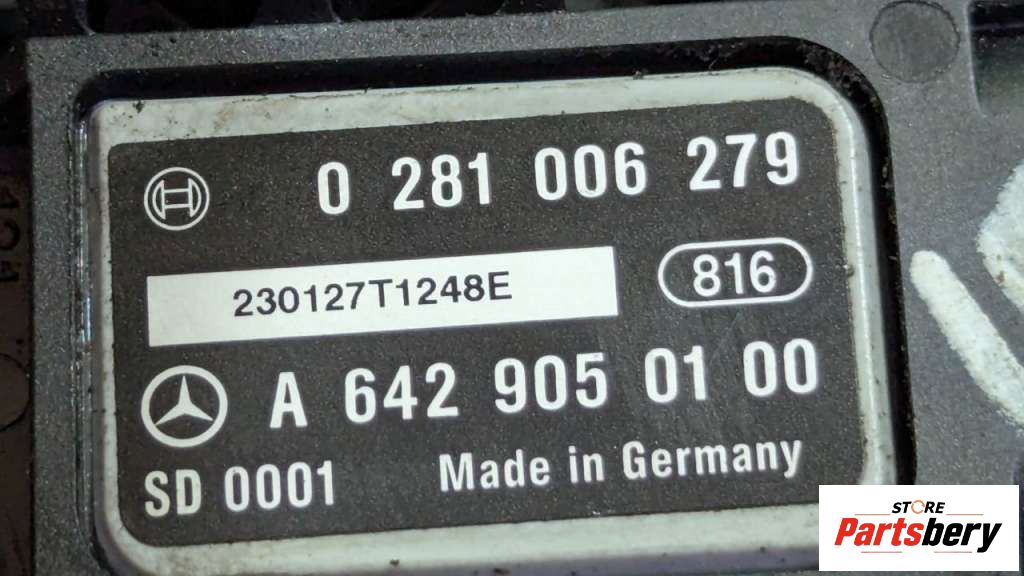 0 281 006 279
230127T1248E
816
A 642 905 01 00
SD 0001
Made in Germany
STORE
Partsbery